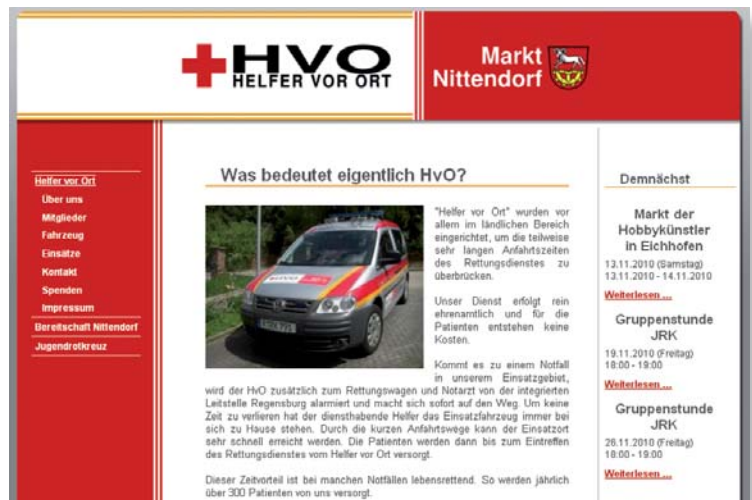 HVO
HELFER VOR ORT
Markt
Nittendorf
Helfer vor Ort
Über uns
Mitglieder
Fahrzeug
Einsätze
Kontakt
Spenden
Impressum
Bereitschaft Nittendorf
Jugendrotkreuz
Was bedeutet eigentlich HvO?
"Helfer vor Ort" wurden vor
allem im ländlichen Bereich
eingerichtet, um die teilweise
sehr langen Anfahrtszeiten
des Rettungsdienstes zu
überbrücken.
Unser Dienst erfolgt rein
ehrenamtlich und für die
Patienten entstehen keine
Kosten.
Kommt es zu einem Notfall
in unserem Einsatzgebiet,
wird der HvO zusätzlich zum Rettungswagen und Notarzt von der integrierten
Leitstelle Regensburg alarmiert und macht sich sofort auf den Weg. Um keine
Zeit zu verlieren hat der diensthabende Helfer das Einsatzfahrzeug immer bei
sich zu Hause stehen. Durch die kurzen Anfahrtswege kann der Einsatzort
sehr schnell erreicht werden. Die Patienten werden dann bis zum Eintreffen
des Rettungsdienstes vom Helfer vor Ort versorgt.
Dieser Zeitvorteil ist bei manchen Notfällen lebensrettend. So werden jährlich
über 300 Patienten von uns versorgt.
Demnächst
Markt der
Hobbykünstler
in Eichhofen
13.11.2010 (Samstag)
13.11.2010 - 14.11.2010
Weiterlesen ...
Gruppenstunde
JRK
19.11.2010 (Freitag)
18:00 - 19:00
Weiterlesen ...
Gruppenstunde
JRK
26.11.2010 (Freitag)
18:00 - 19:00
Weiterlesen ...